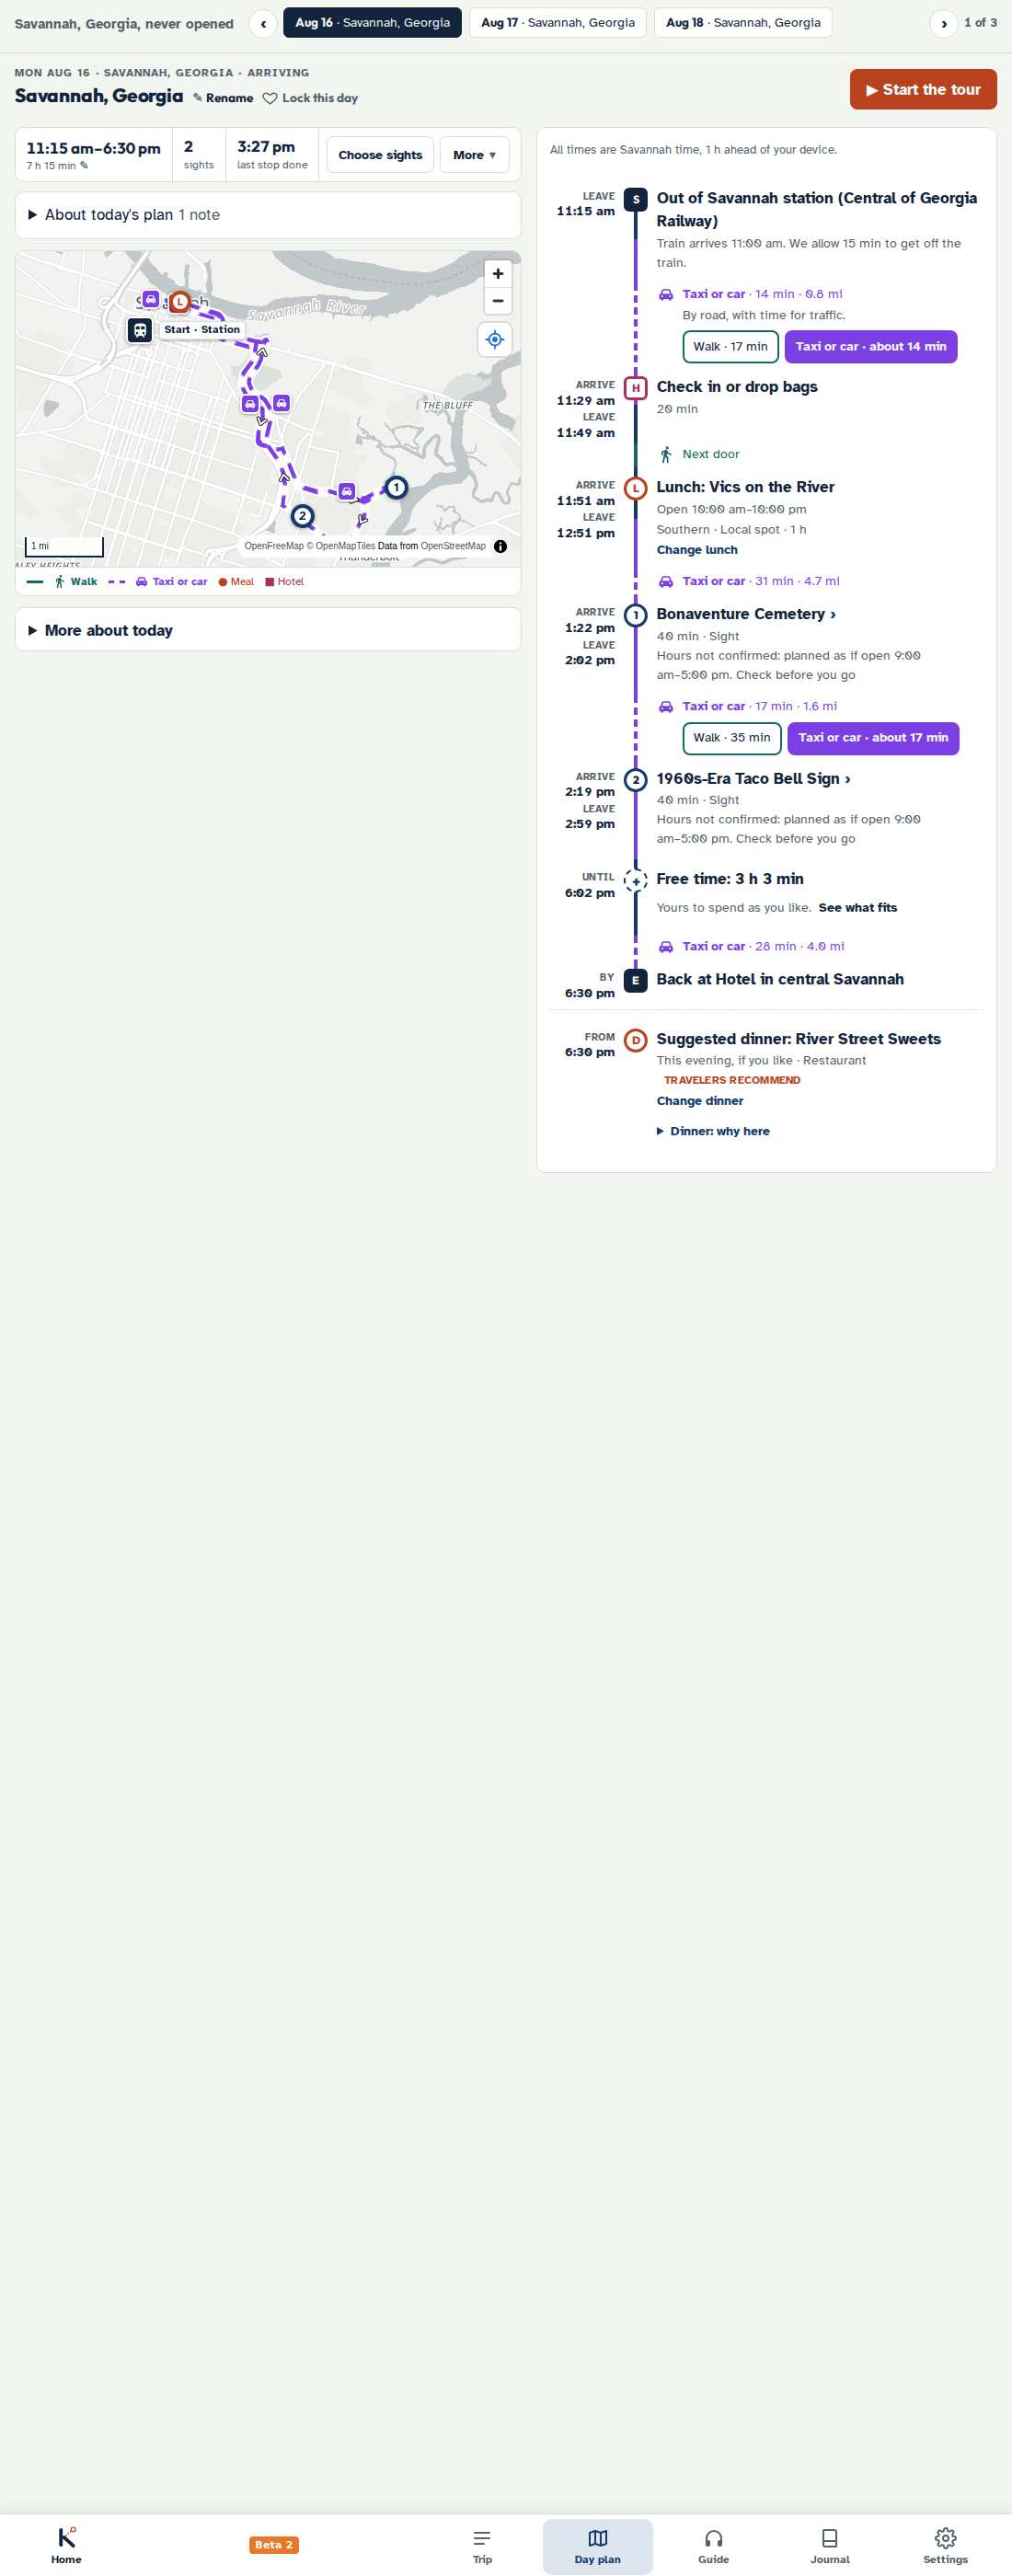 Savannah, Georgia, never opened
‹
Aug 16 · Savannah, Georgia
Aug 17 · Savannah, Georgia
Aug 18 · Savannah, Georgia
›
1 of 3
MON AUG 16 · SAVANNAH, GEORGIA · ARRIVING
Savannah, Georgia
✎ Rename
Lock this day
▶ Start the tour
11:15 am–6:30 pm
7 h 15 min ✎
2
sights
3:27 pm
last stop done
Choose sights
More ▾
▶ About today's plan 1 note
Savannah River
L
Start · Station
THE BLUFF
1
2
+
−
1 mi
OpenFreeMap © OpenMapTiles Data from OpenStreetMap
Walk
Taxi or car
Meal
Hotel
▶ More about today
All times are Savannah time, 1 h ahead of your device.
LEAVE
11:15 am
S
Out of Savannah station (Central of Georgia
Railway)
Train arrives 11:00 am. We allow 15 min to get off the
train.
Taxi or car · 14 min · 0.8 mi
By road, with time for traffic.
Walk · 17 min
Taxi or car · about 14 min
ARRIVE
11:29 am
LEAVE
11:49 am
H
Check in or drop bags
20 min
Next door
ARRIVE
11:51 am
LEAVE
12:51 pm
L
Lunch: Vics on the River
Open 10:00 am–10:00 pm
Southern · Local spot · 1 h
Change lunch
Taxi or car · 31 min · 4.7 mi
ARRIVE
1:22 pm
LEAVE
2:02 pm
1
Bonaventure Cemetery ›
40 min · Sight
Hours not confirmed: planned as if open 9:00
am–5:00 pm. Check before you go
Taxi or car · 17 min · 1.6 mi
Walk · 35 min
Taxi or car · about 17 min
ARRIVE
2:19 pm
LEAVE
2:59 pm
2
1960s-Era Taco Bell Sign ›
40 min · Sight
Hours not confirmed: planned as if open 9:00
am–5:00 pm. Check before you go
UNTIL
6:02 pm
+
Free time: 3 h 3 min
Yours to spend as you like. See what fits
Taxi or car · 28 min · 4.0 mi
BY
6:30 pm
E
Back at Hotel in central Savannah
FROM
6:30 pm
D
Suggested dinner: River Street Sweets
This evening, if you like · Restaurant
TRAVELERS RECOMMEND
Change dinner
▶ Dinner: why here
Home
Beta 2
Trip
Day plan
Guide
Journal
Settings